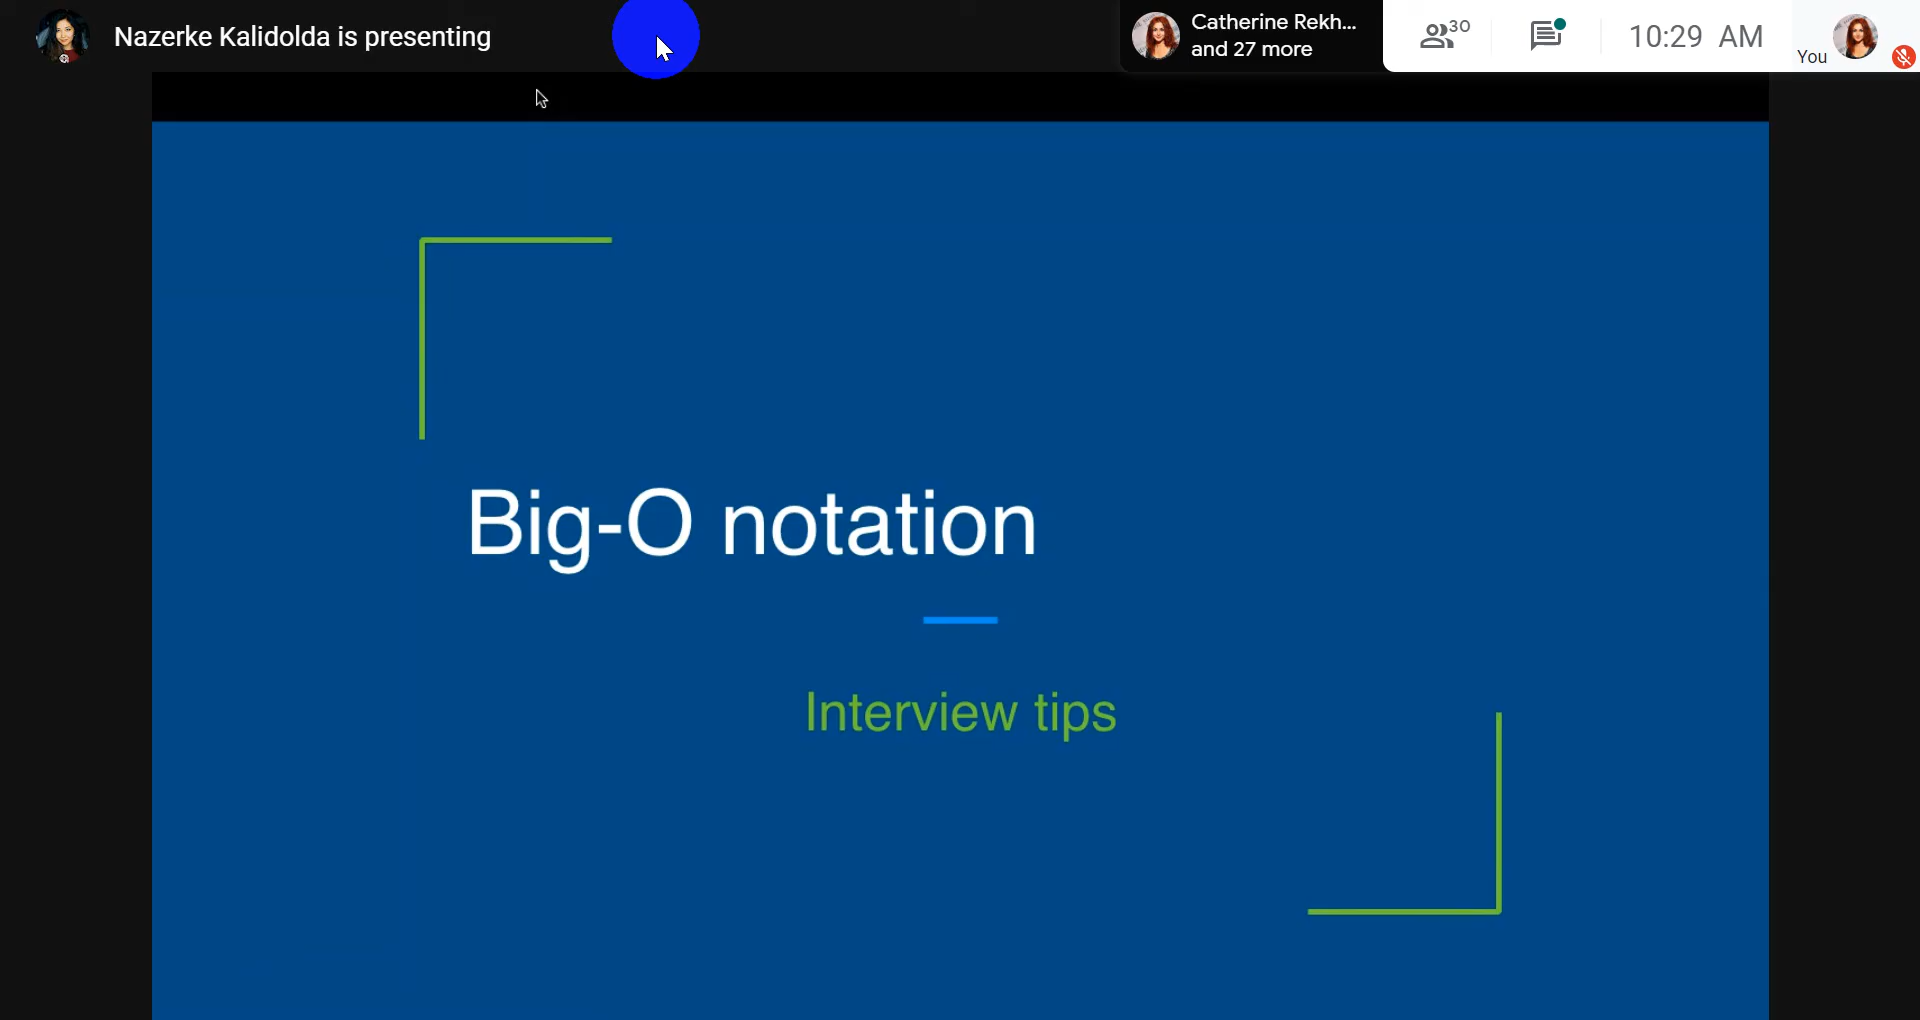 Nazerke Kalidolda is presenting
Catherine Rekh...
and 27 more
30
10:29 AM
You
Big-O notation
Interview tips